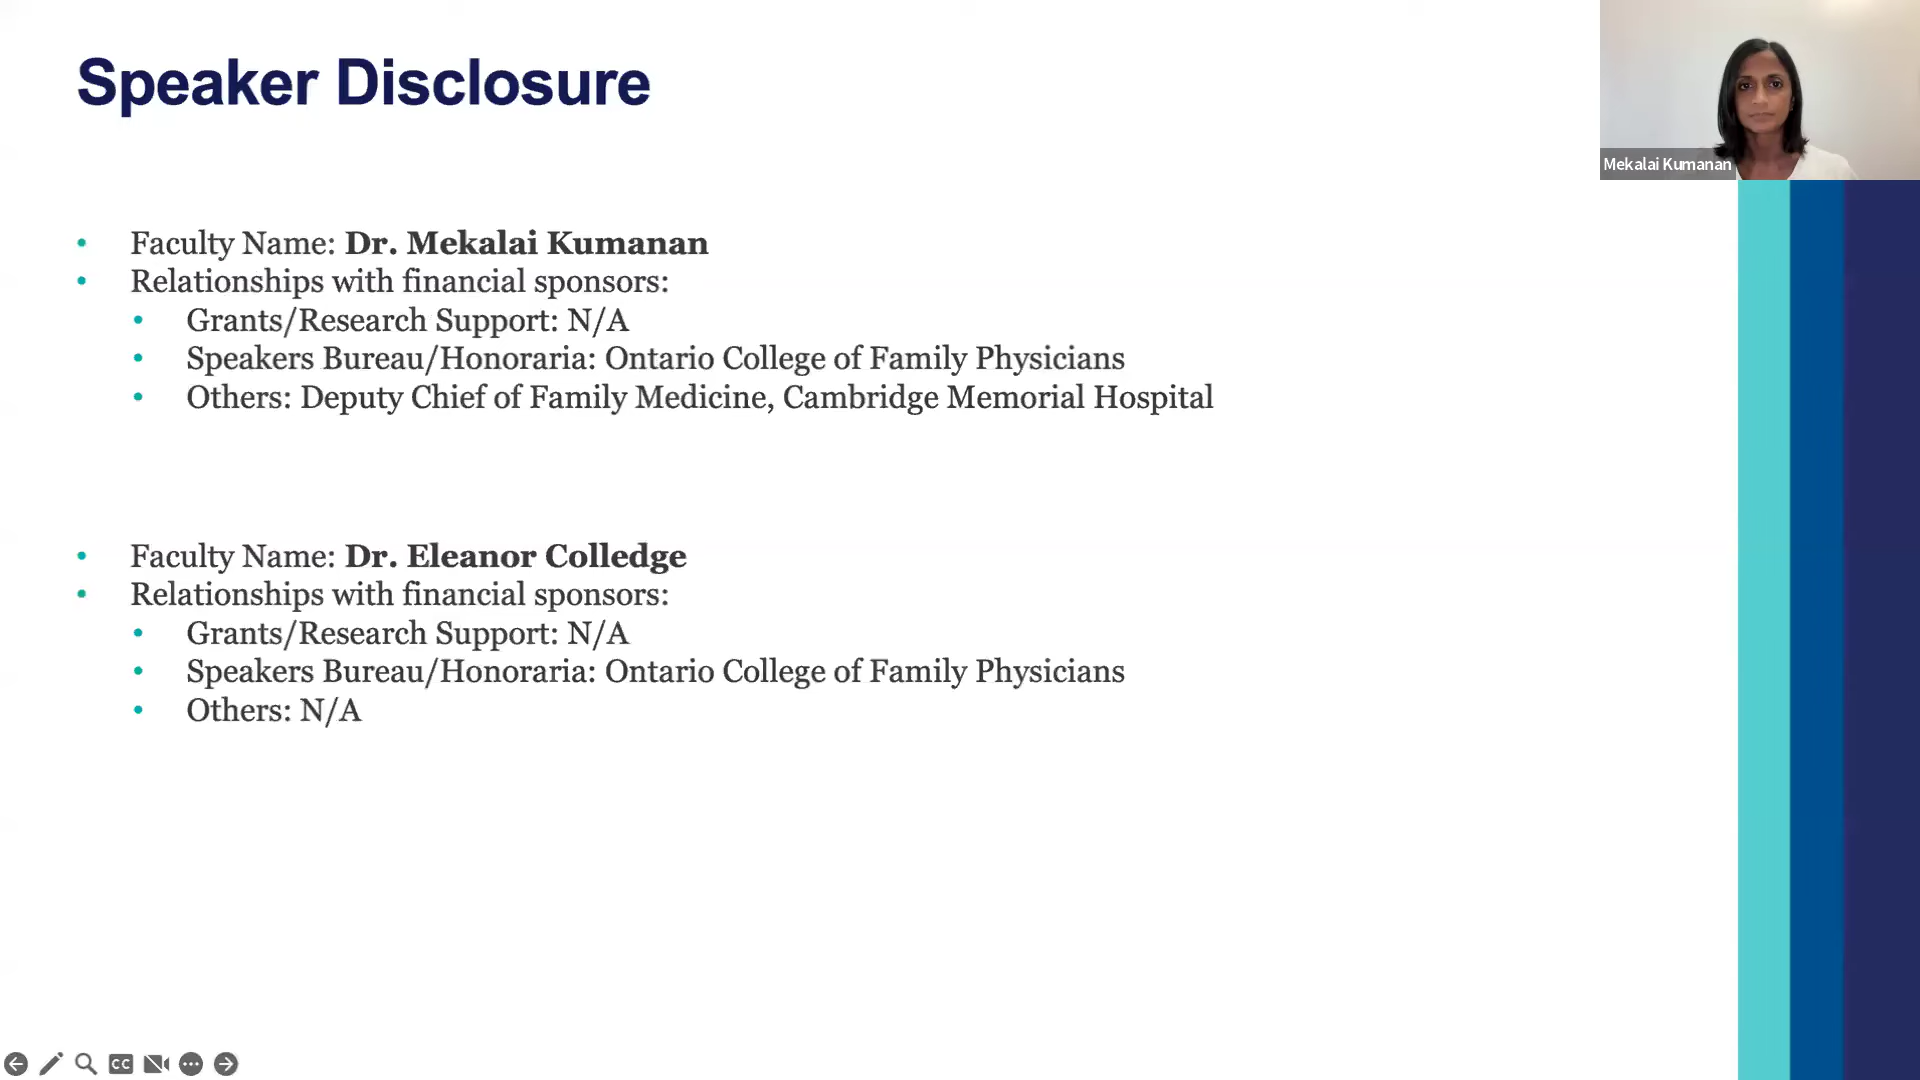 Speaker Disclosure
Mekalai Kumanan
• Faculty Name: Dr. Mekalai Kumanan
• Relationships with financial sponsors:
• Grants/Research Support: N/A
• Speakers Bureau/Honoraria: Ontario College of Family Physicians
• Others: Deputy Chief of Family Medicine, Cambridge Memorial Hospital
• Faculty Name: Dr. Eleanor Colledge
• Relationships with financial sponsors:
• Grants/Research Support: N/A
• Speakers Bureau/Honoraria: Ontario College of Family Physicians
• Others: N/A
CC